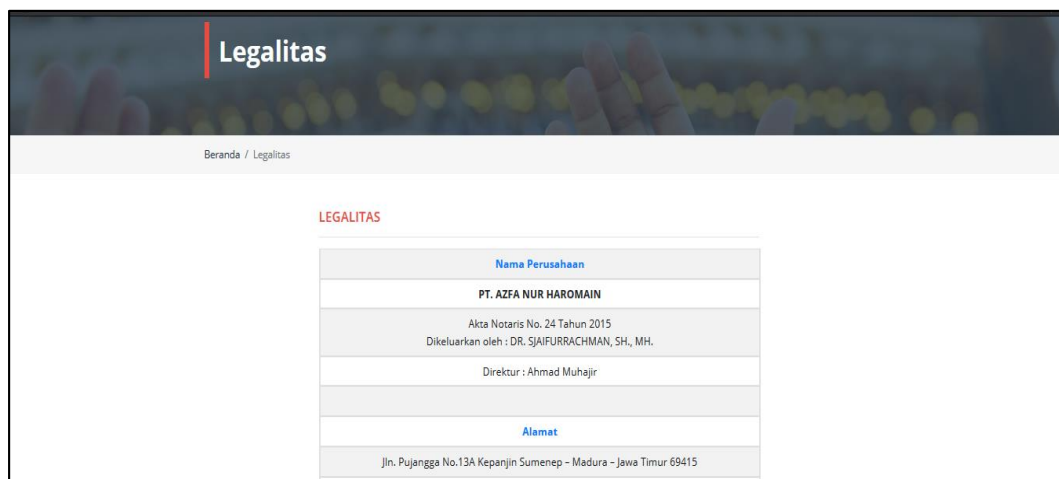 Legalitas
Beranda / Legalitas
LEGALITAS
Nama Perusahaan
PT. AZFA NUR HAROMAIN
Akta Notaris No. 24 Tahun 2015
Dikeluarkan oleh : DR. SJAIFURRACHMAN, SH., MH.
Direktur : Ahmad Muhajir
Alamat
Jln. Pujangga No.13A Kepanjin Sumenep – Madura – Jawa Timur 69415